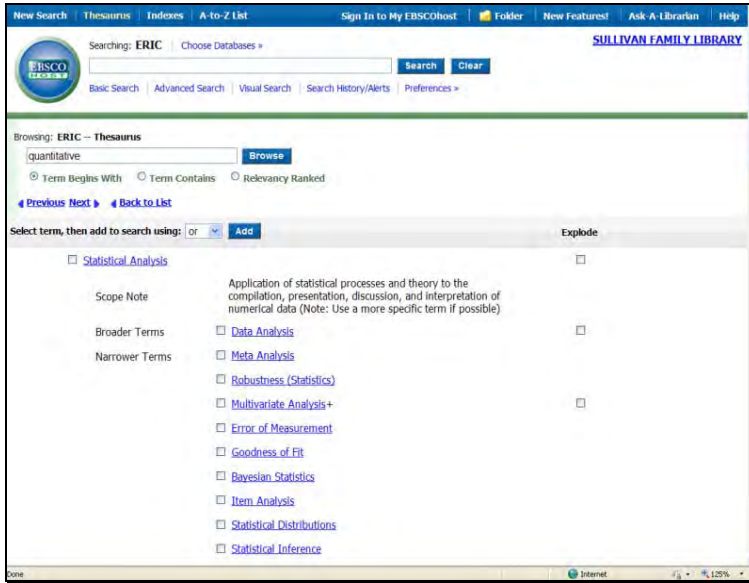 New Search Thesaurus Indexes A-to-Z List Sign In to My EBSCOhost Folder New Features! Ask-A-Librarian Help
Searching: ERIC Choose Databases »
SULLIVAN FAMILY LIBRARY
EBSCO
HOST
Search Clear
Basic Search Advanced Search Visual Search Search History/Alerts Preferences »
Browsing: ERIC -- Thesaurus
quantitative Browse
Term Begins With Term Contains Relevancy Ranked
Previous Next Back to List
Select term, then add to search using: or Add Explode
Statistical Analysis
Scope Note Application of statistical processes and theory to the
compilation, presentation, discussion, and interpretation of
numerical data (Note: Use a more specific term if possible)
Broader Terms Data Analysis
Narrower Terms Meta Analysis
Robustness (Statistics)
Multivariate Analysis+
Error of Measurement
Goodness of Fit
Bayesian Statistics
Item Analysis
Statistical Distributions
Statistical Inference
Done Internet 125%